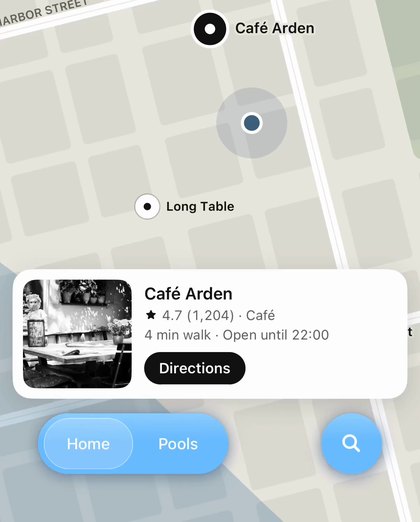 ARBOR STREET
Café Arden
Long Table
Café Arden
4.7 (1,204) · Café
4 min walk · Open until 22:00
t
Directions
Home
Pools